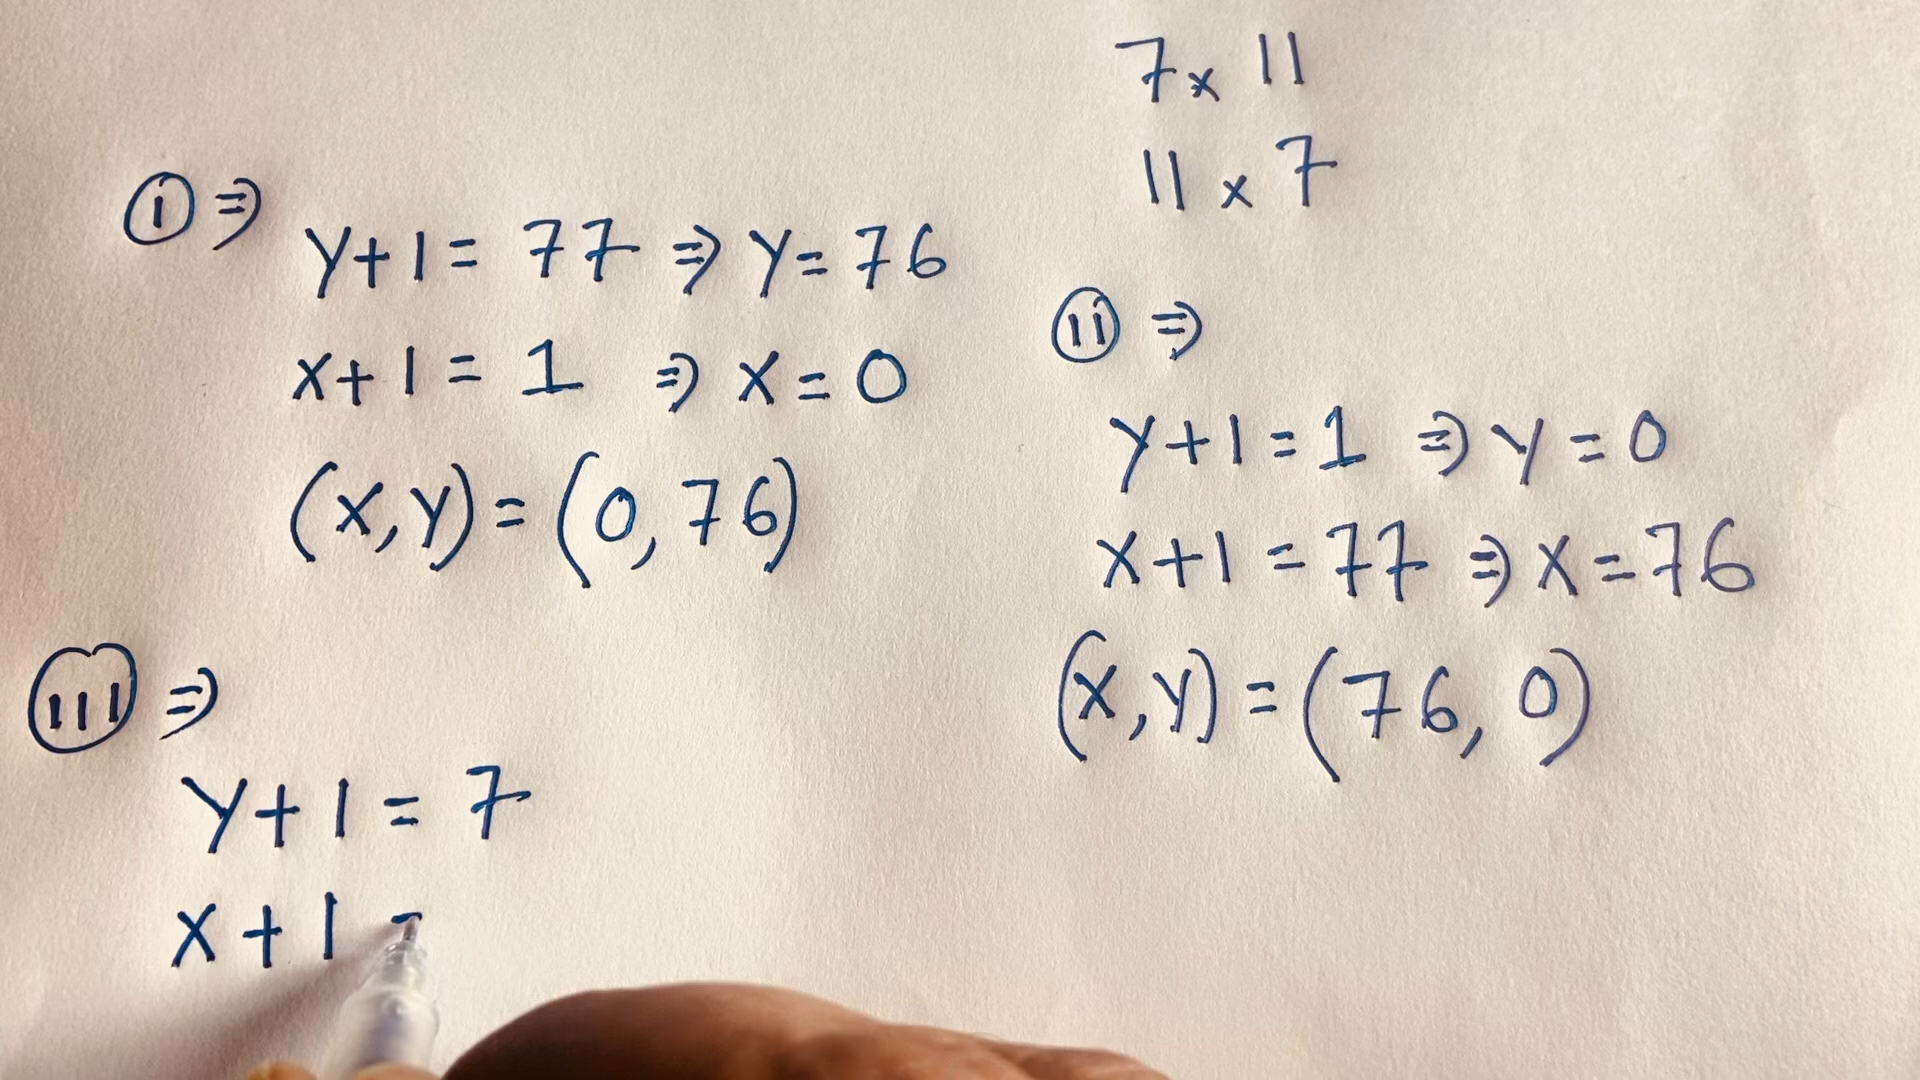 7 x 11
11 x 7
(i) ⇒
y+1 = 77 ⇒ y = 76
x+1 = 1 ⇒ x = 0
(x,y) = (0, 76)
(ii) ⇒
y+1 = 1 ⇒ y = 0
x+1 = 77 ⇒ x = 76
(x,y) = (76, 0)
(iii) ⇒
y+1 = 7
x+1 -